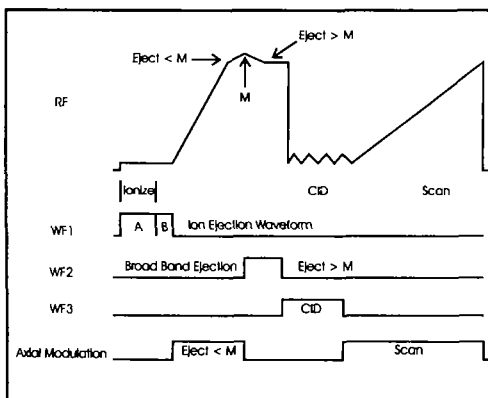 Eject > M
Eject < M
M
RF
Ionize
CID
Scan
A
B
Ion Ejection Waveform
WF1
Broad Band Ejection
Eject > M
WF2
CID
WF3
Axial Modulation
Eject < M
Scan